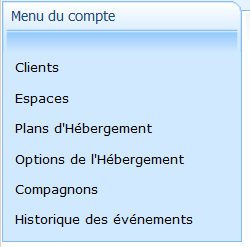 Menu du compte
Clients
Espaces
Plans d'Hébergement
Options de l'Hébergement
Compagnons
Historique des événements